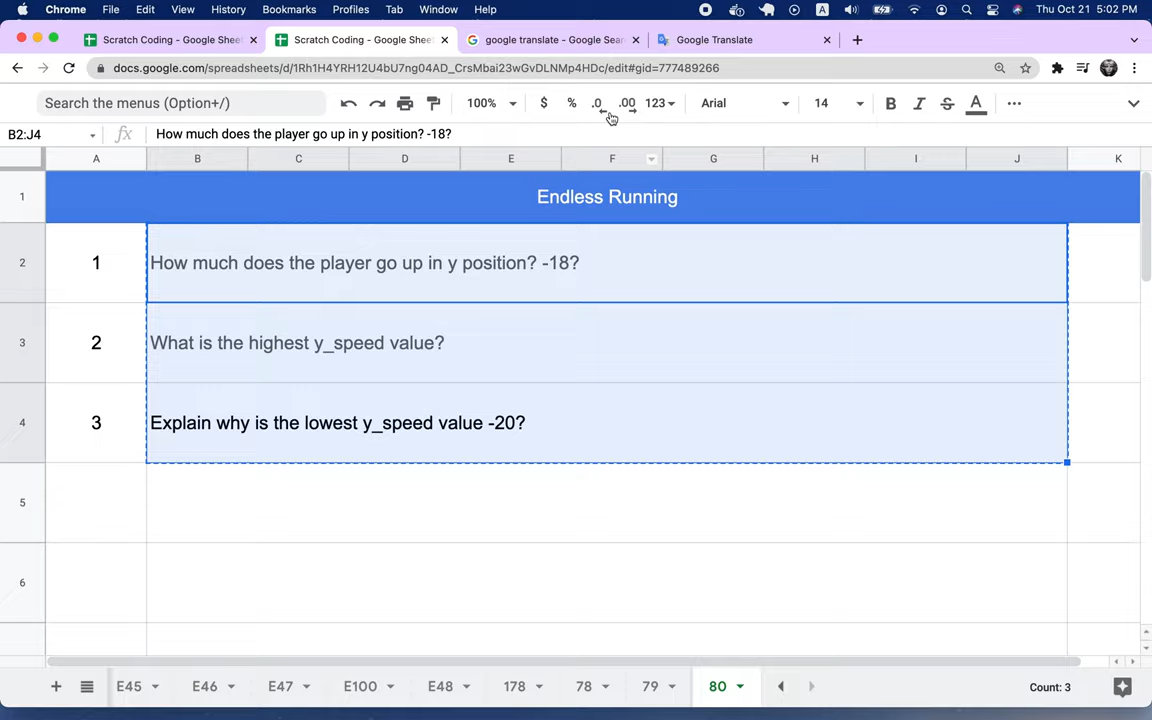 Chrome File Edit View History Bookmarks Profiles Tab Window Help A Thu Oct 21 5:02 PM
Scratch Coding - Google Sheet Scratch Coding - Google Sheet google translate - Google Sear Google Translate
docs.google.com/spreadsheets/d/1Rh1H4YRH12U4bU7ng04AD_CrsMbai23wGvDLNMp4HDc/edit#gid=777489266
Search the menus (Option+/) 100% $ % .0 .00 123 Arial 14 B I S A
B2:J4 fx How much does the player go up in y position? -18?
A B C D E F G H I J K
1 Endless Running
2 1 How much does the player go up in y position? -18?
3 2 What is the highest y_speed value?
4 3 Explain why is the lowest y_speed value -20?
5
6
E45 E46 E47 E100 E48 178 78 79 80 Count: 3